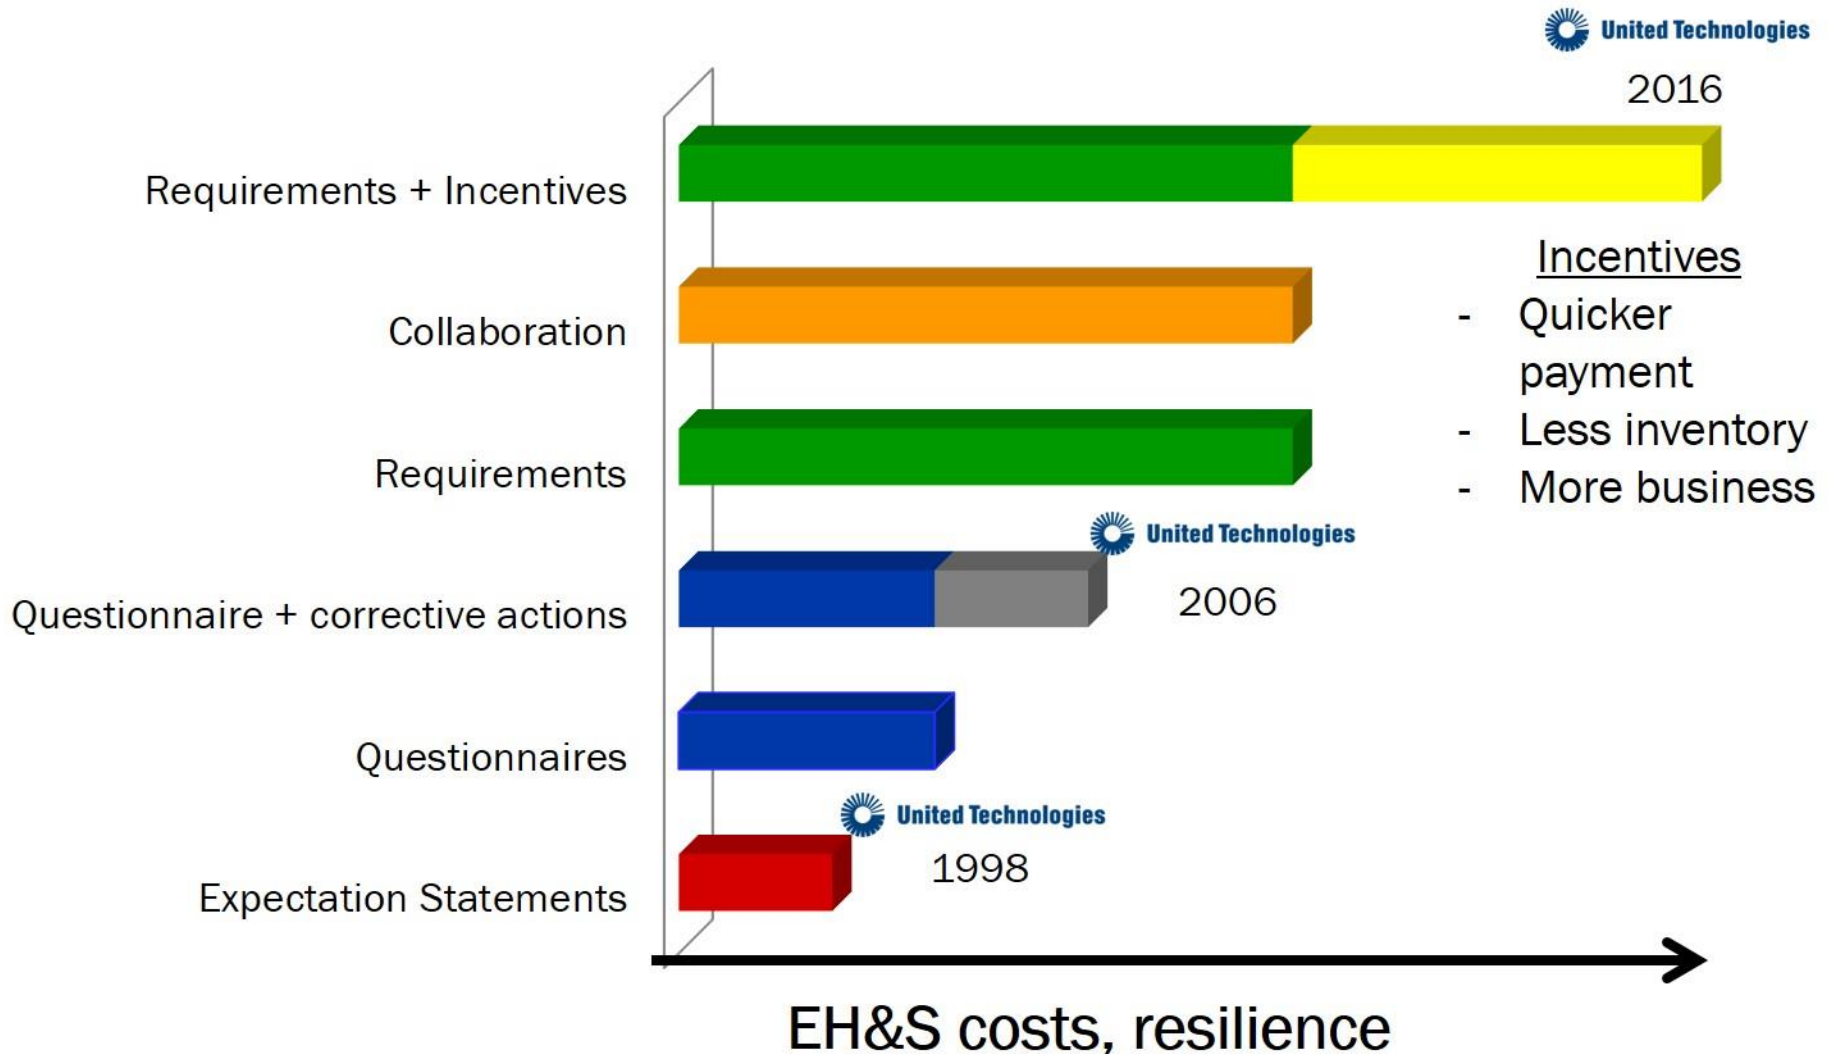 United Technologies
2016
Requirements + Incentives
Incentives
- Quicker
payment
- Less inventory
- More business
Collaboration
Requirements
United Technologies
2006
Questionnaire + corrective actions
Questionnaires
United Technologies
1998
Expectation Statements
EH&S costs, resilience